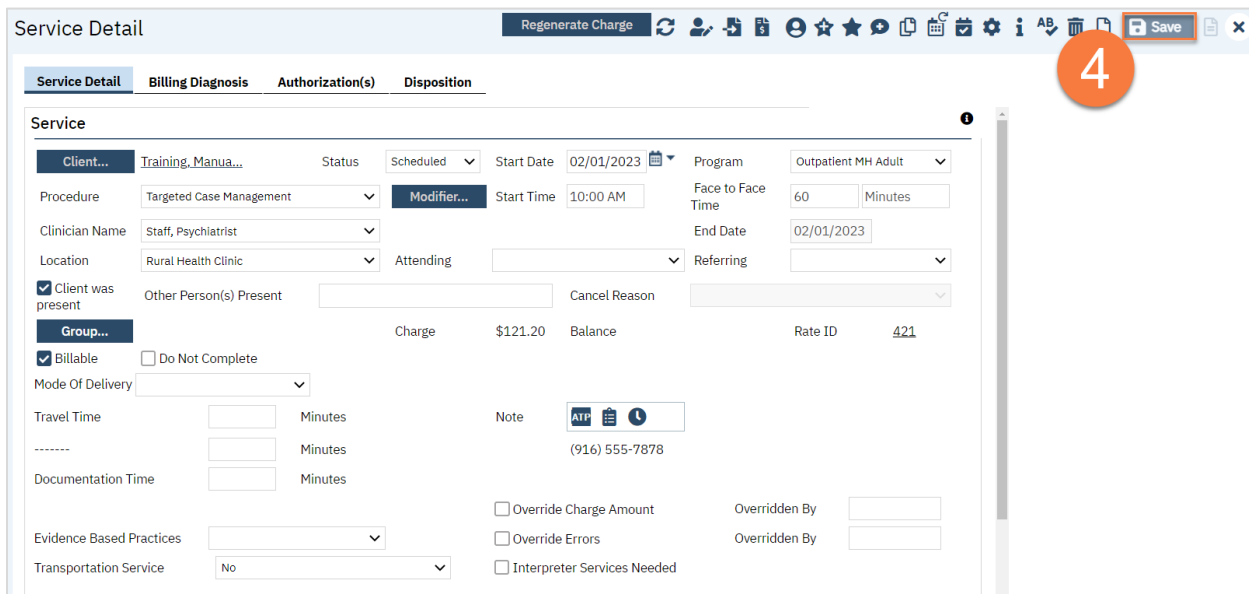 Service Detail Regenerate Charge AB Save
4
Service Detail Billing Diagnosis Authorization(s) Disposition
Service
Client... Training, Manua... Status Scheduled Start Date 02/01/2023 Program Outpatient MH Adult
Procedure Targeted Case Management Modifier... Start Time 10:00 AM Face to Face Time 60 Minutes
Clinician Name Staff, Psychiatrist End Date 02/01/2023
Location Rural Health Clinic Attending Referring
Client was present Other Person(s) Present Cancel Reason
Group... Charge $121.20 Balance Rate ID 421
Billable Do Not Complete
Mode Of Delivery
Travel Time Minutes Note ATP
------- Minutes (916) 555-7878
Documentation Time Minutes
Override Charge Amount Overridden By
Evidence Based Practices Override Errors Overridden By
Transportation Service No Interpreter Services Needed